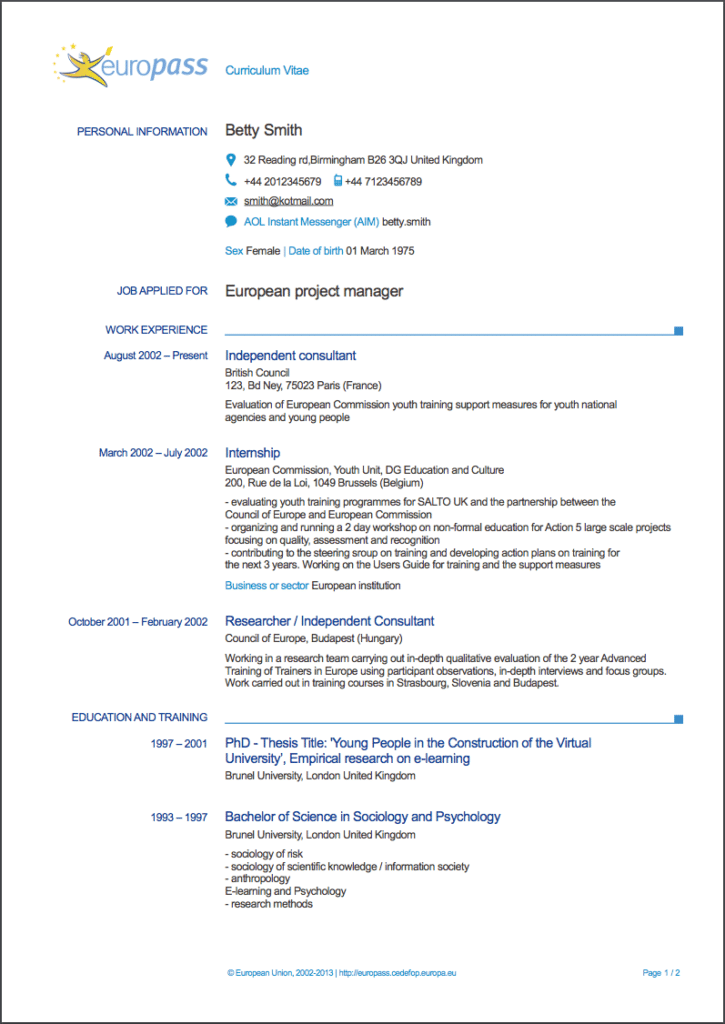 europass Curriculum Vitae
PERSONAL INFORMATION Betty Smith
32 Reading rd,Birmingham B26 3QJ United Kingdom
+44 2012345679 +44 7123456789
smith@kotmail.com
AOL Instant Messenger (AIM) betty.smith
Sex Female | Date of birth 01 March 1975
JOB APPLIED FOR European project manager
WORK EXPERIENCE
August 2002 – Present Independent consultant
British Council
123, Bd Ney, 75023 Paris (France)
Evaluation of European Commission youth training support measures for youth national
agencies and young people
March 2002 – July 2002 Internship
European Commission, Youth Unit, DG Education and Culture
200, Rue de la Loi, 1049 Brussels (Belgium)
- evaluating youth training programmes for SALTO UK and the partnership between the
Council of Europe and European Commission
- organizing and running a 2 day workshop on non-formal education for Action 5 large scale projects
focusing on quality, assessment and recognition
- contributing to the steering sroup on training and developing action plans on training for
the next 3 years. Working on the Users Guide for training and the support measures
Business or sector European institution
October 2001 – February 2002 Researcher / Independent Consultant
Council of Europe, Budapest (Hungary)
Working in a research team carrying out in-depth qualitative evaluation of the 2 year Advanced
Training of Trainers in Europe using participant observations, in-depth interviews and focus groups.
Work carried out in training courses in Strasbourg, Slovenia and Budapest.
EDUCATION AND TRAINING
1997 – 2001 PhD - Thesis Title: 'Young People in the Construction of the Virtual
University', Empirical research on e-learning
Brunel University, London United Kingdom
1993 – 1997 Bachelor of Science in Sociology and Psychology
Brunel University, London United Kingdom
- sociology of risk
- sociology of scientific knowledge / information society
- anthropology
E-learning and Psychology
- research methods
© European Union, 2002-2013 | http://europass.cedefop.europa.eu Page 1 / 2